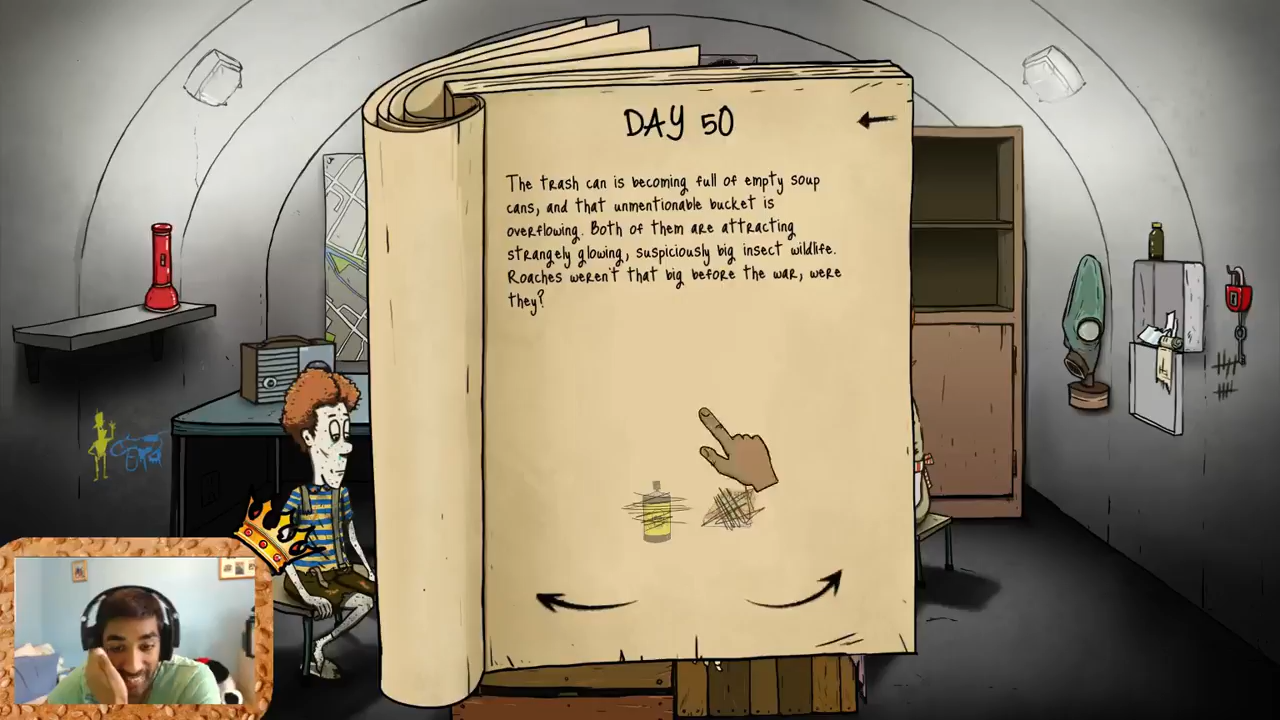 DAY 50
The trash can is becoming full of empty soup
cans, and that unmentionable bucket is
overflowing. Both of them are attracting
strangely glowing, suspiciously big insect wildlife.
Roaches weren't that big before the war, were
they?